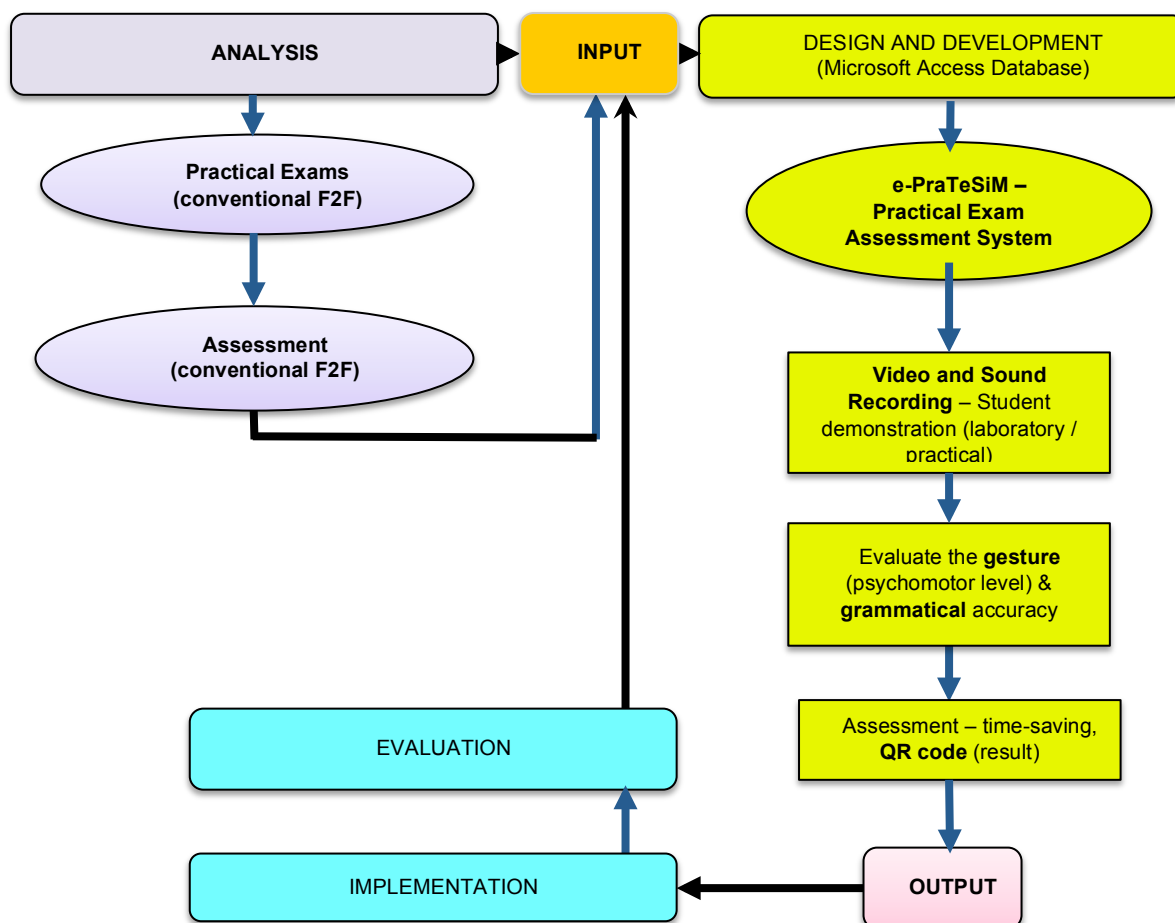 ANALYSIS
INPUT
DESIGN AND DEVELOPMENT
(Microsoft Access Database)
Practical Exams
(conventional F2F)
Assessment
(conventional F2F)
e-PraTeSiM –
Practical Exam
Assessment System
Video and Sound
Recording – Student
demonstration (laboratory /
practical)
Evaluate the gesture
(psychomotor level) &
grammatical accuracy
Assessment – time-saving,
QR code (result)
EVALUATION
IMPLEMENTATION
OUTPUT